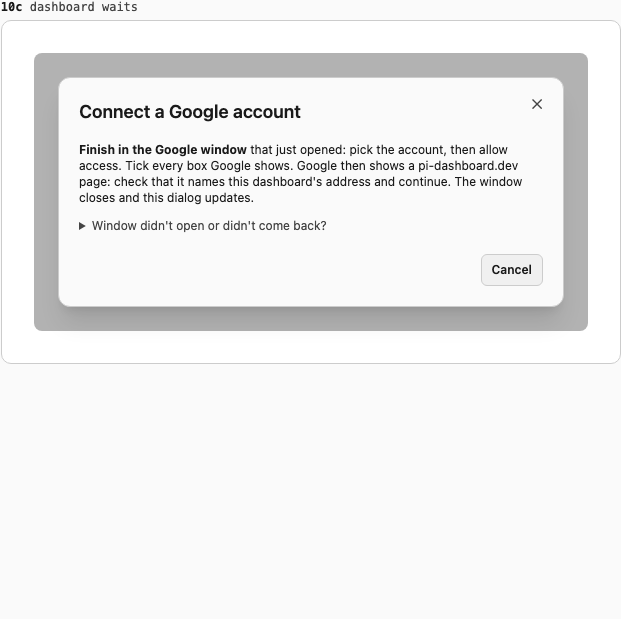 10c dashboard waits
Connect a Google account
Finish in the Google window that just opened: pick the account, then allow
access. Tick every box Google shows. Google then shows a pi-dashboard.dev
page: check that it names this dashboard's address and continue. The window
closes and this dialog updates.
Window didn't open or didn't come back?
Cancel